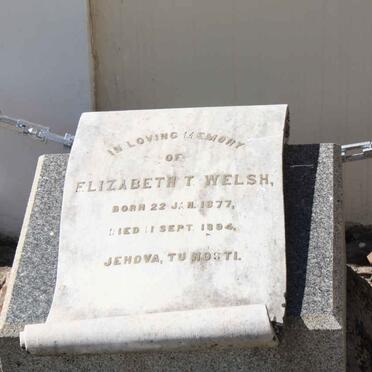 IN LOVING MEMORY
OF
ELIZABETH T. WELSH,
BORN 22 JAN. 1877,
DIED 11 SEPT. 1894.
JEHOVA, TU NOSTI.